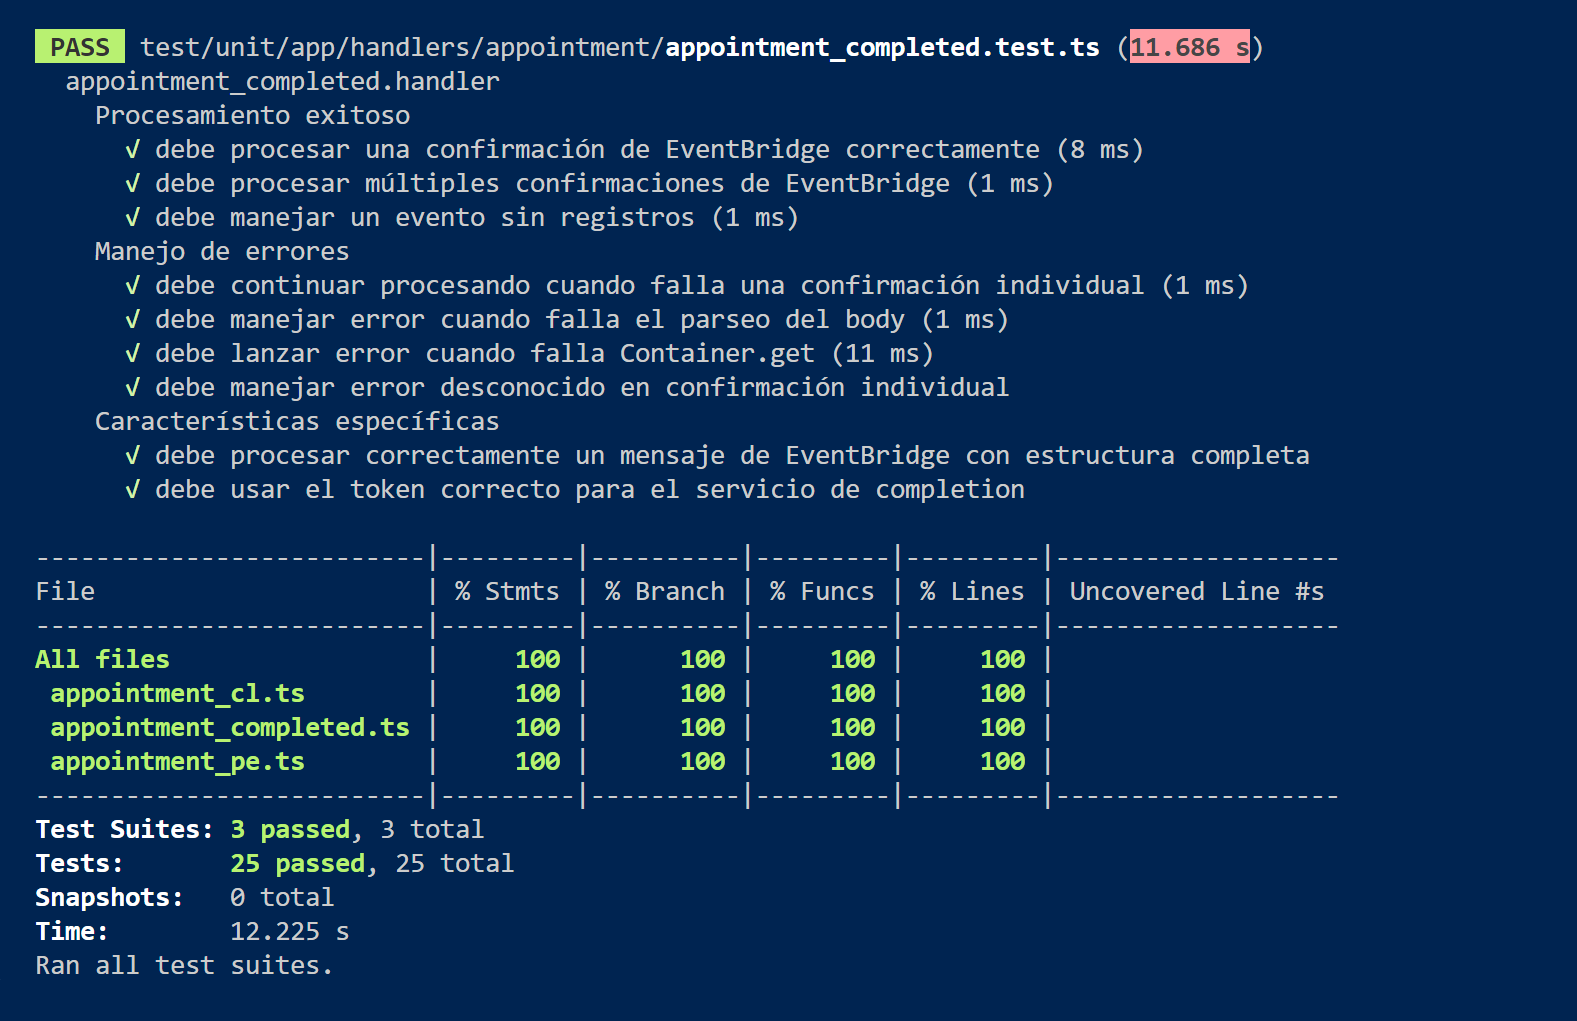 PASS test/unit/app/handlers/appointment/appointment_completed.test.ts (11.686 s)
  appointment_completed.handler
    Procesamiento exitoso
      √ debe procesar una confirmación de EventBridge correctamente (8 ms)
      √ debe procesar múltiples confirmaciones de EventBridge (1 ms)
      √ debe manejar un evento sin registros (1 ms)
    Manejo de errores
      √ debe continuar procesando cuando falla una confirmación individual (1 ms)
      √ debe manejar error cuando falla el parseo del body (1 ms)
      √ debe lanzar error cuando falla Container.get (11 ms)
      √ debe manejar error desconocido en confirmación individual
    Características específicas
      √ debe procesar correctamente un mensaje de EventBridge con estructura completa
      √ debe usar el token correcto para el servicio de completion

--------------------------|---------|----------|---------|---------|-------------------
File                      | % Stmts | % Branch | % Funcs | % Lines | Uncovered Line #s
--------------------------|---------|----------|---------|---------|-------------------
All files                 |     100 |      100 |     100 |     100 |
 appointment_cl.ts        |     100 |      100 |     100 |     100 |
 appointment_completed.ts |     100 |      100 |     100 |     100 |
 appointment_pe.ts        |     100 |      100 |     100 |     100 |
--------------------------|---------|----------|---------|---------|-------------------
Test Suites: 3 passed, 3 total
Tests:       25 passed, 25 total
Snapshots:   0 total
Time:        12.225 s
Ran all test suites.